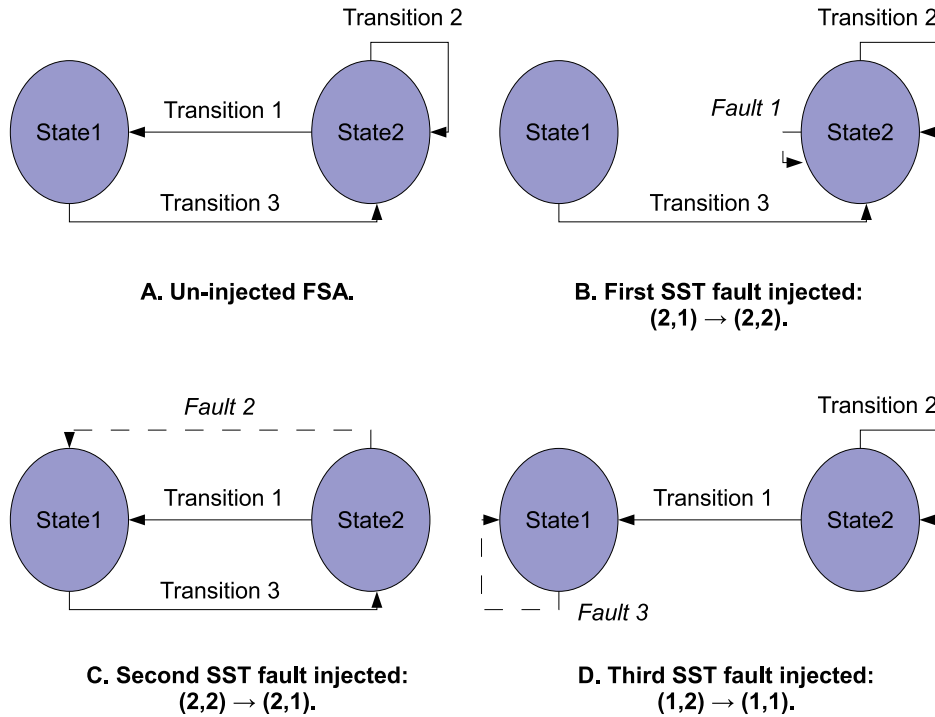 Transition 2
State1
Transition 1
State2
Transition 3
A. Un-injected FSA.
Transition 2
State1
Fault 1
State2
Transition 3
B. First SST fault injected:
(2,1) → (2,2).
Fault 2
State1
Transition 1
State2
Transition 3
C. Second SST fault injected:
(2,2) → (2,1).
Transition 2
State1
Transition 1
State2
Fault 3
D. Third SST fault injected:
(1,2) → (1,1).